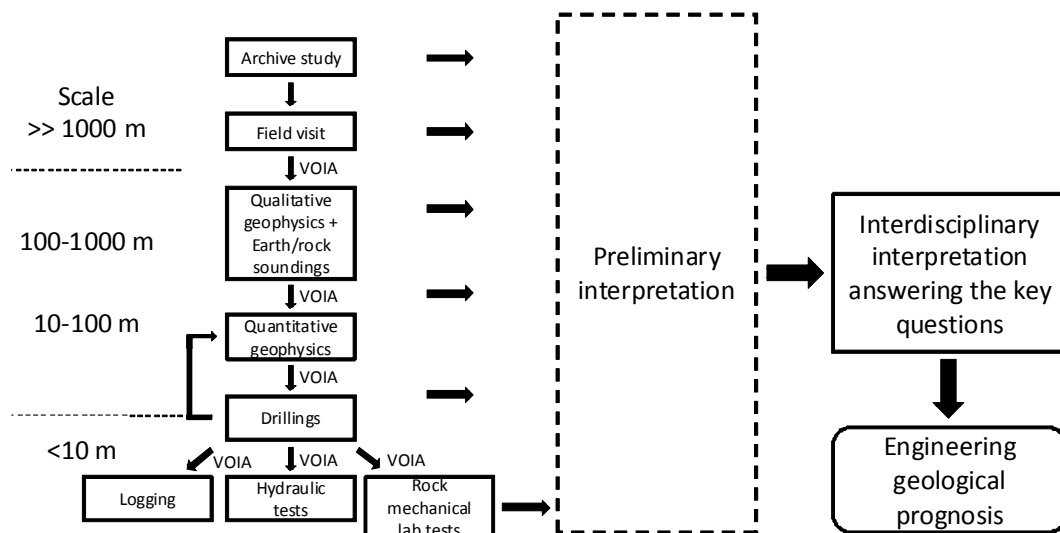 Archive study
Scale
>> 1000 m
Field visit
VOIA
Qualitative
geophysics +
Earth/rock
soundings
100-1000 m
VOIA
10-100 m
Quantitative
geophysics
VOIA
Drillings
<10 m
VOIA
VOIA
VOIA
Logging
Hydraulic
tests
Rock
mechanical
lab tests
Preliminary
interpretation
Interdisciplinary
interpretation
answering the key
questions
Engineering
geological
prognosis